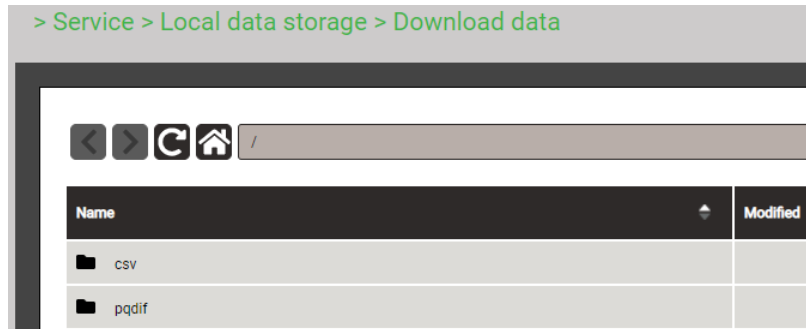 > Service > Local data storage > Download data
/
Name Modified
csv
pqdif